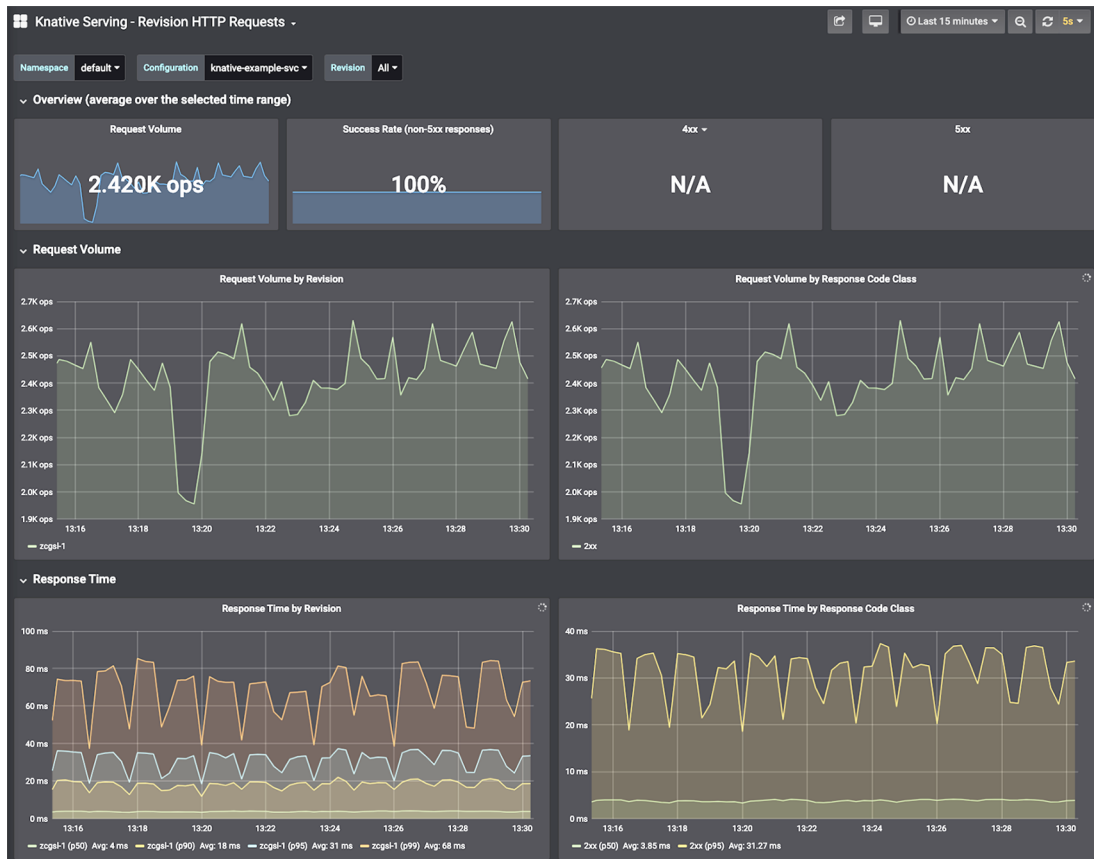 Knative Serving - Revision HTTP Requests
Last 15 minutes 5s
Namespace default Configuration knative-example-svc Revision All
Overview (average over the selected time range)
Request Volume
2.420K ops
Success Rate (non-5xx responses)
100%
4xx
N/A
5xx
N/A
Request Volume
Request Volume by Revision
2.7K ops
2.6K ops
2.5K ops
2.4K ops
2.3K ops
2.2K ops
2.1K ops
2.0K ops
1.9K ops
13:16 13:18 13:20 13:22 13:24 13:26 13:28 13:30
zcgsl-1
Request Volume by Response Code Class
2.7K ops
2.6K ops
2.5K ops
2.4K ops
2.3K ops
2.2K ops
2.1K ops
2.0K ops
1.9K ops
13:16 13:18 13:20 13:22 13:24 13:26 13:28 13:30
2xx
Response Time
Response Time by Revision
100 ms
80 ms
60 ms
40 ms
20 ms
0 ms
13:16 13:18 13:20 13:22 13:24 13:26 13:28 13:30
zcgsl-1 (p50) Avg: 4 ms zcgsl-1 (p90) Avg: 18 ms zcgsl-1 (p95) Avg: 31 ms zcgsl-1 (p99) Avg: 68 ms
Response Time by Response Code Class
40 ms
30 ms
20 ms
10 ms
0 ms
13:16 13:18 13:20 13:22 13:24 13:26 13:28 13:30
2xx (p50) Avg: 3.85 ms 2xx (p95) Avg: 31.27 ms